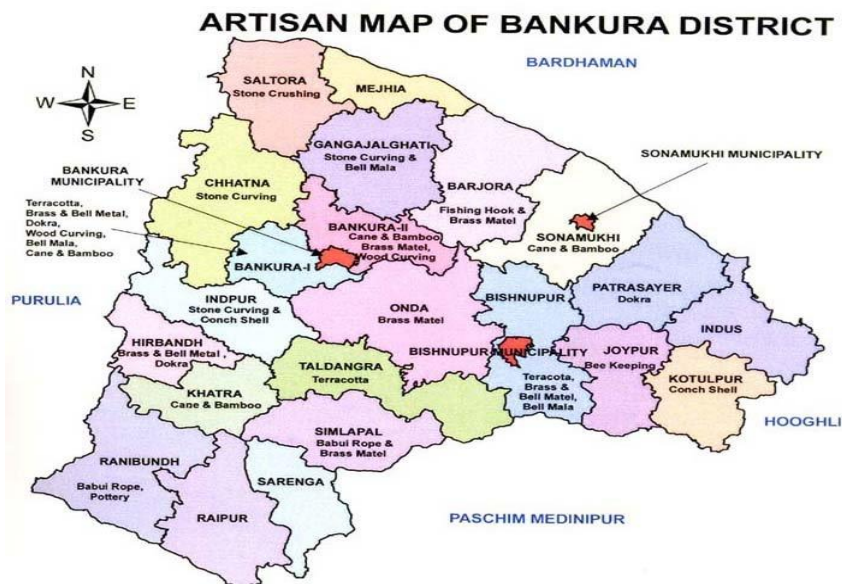 ARTISAN MAP OF BANKURA DISTRICT
BARDHAMAN
N
W E
S
SALTORA
Stone Crushing
MEJHIA
GANGAJALGHATI
Stone Curving &
Bell Mala
SONAMUKHI MUNICIPALITY
BANKURA
MUNICIPALITY
CHHATNA
Stone Curving
BARJORA
Fishing Hook &
Brass Matel
Terracotta,
Brass & Bell Metal,
Dokra,
Wood Curving,
Bell Mala,
Cane & Bamboo
BANKURA-II
Cane & Bamboo
Brass Matel,
Wood Curving
SONAMUKHI
Cane & Bamboo
BANKURA-I
PURULIA
INDPUR
Stone Curving &
Conch Shell
ONDA
Brass Matel
BISHNUPUR
PATRASAYER
Dokra
INDUS
HIRBANDH
Brass & Bell Metal ,
Dokra
BISHNUPUR MUNICIPALITY
Teracota,
Brass &
Bell Matel,
Bell Mala
JOYPUR
Bee Keeping
TALDANGRA
Terracotta
KOTULPUR
Conch Shell
KHATRA
Cane & Bamboo
HOOGHLI
SIMLAPAL
Babui Rope &
Brass Matel
RANIBUNDH
Babui Rope,
Pottery
SARENGA
RAIPUR
PASCHIM MEDINIPUR